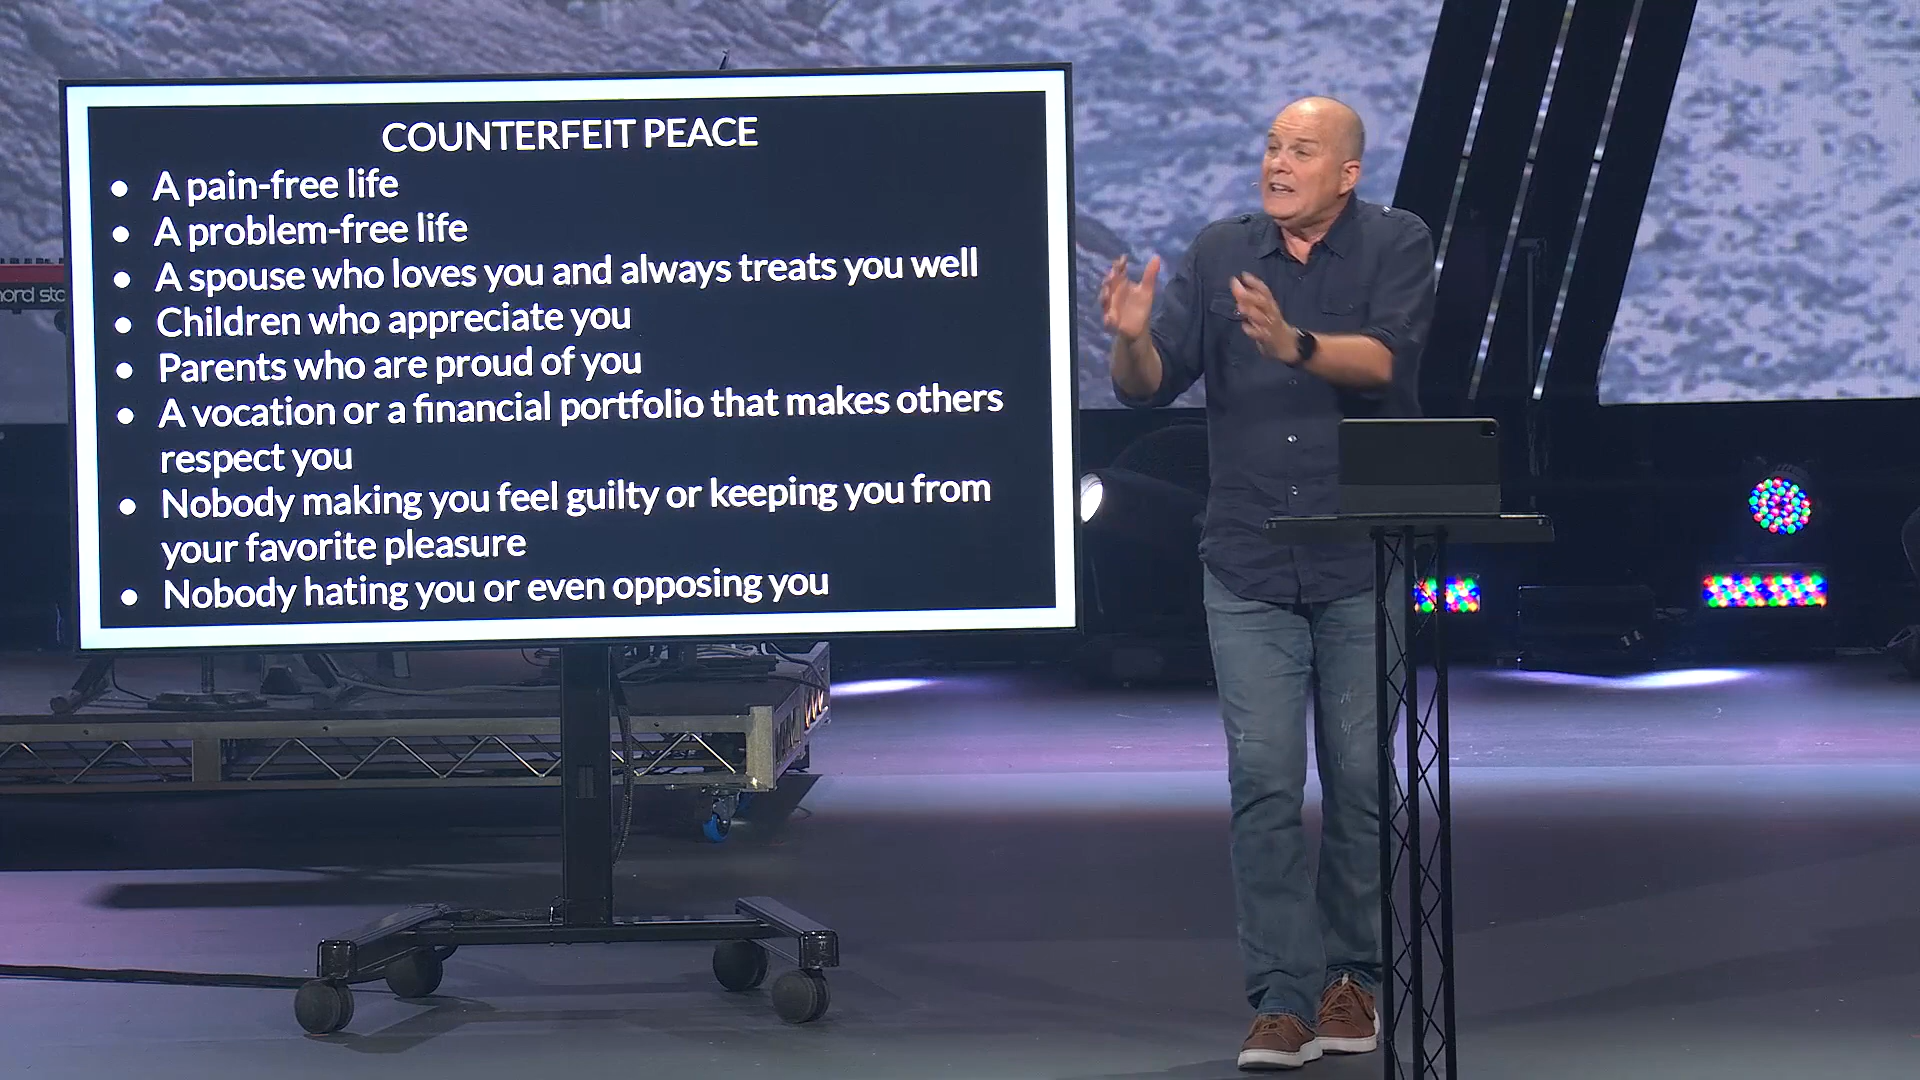 COUNTERFEIT PEACE
• A pain-free life
• A problem-free life
• A spouse who loves you and always treats you well
• Children who appreciate you
• Parents who are proud of you
• A vocation or a financial portfolio that makes others
respect you
• Nobody making you feel guilty or keeping you from
your favorite pleasure
• Nobody hating you or even opposing you